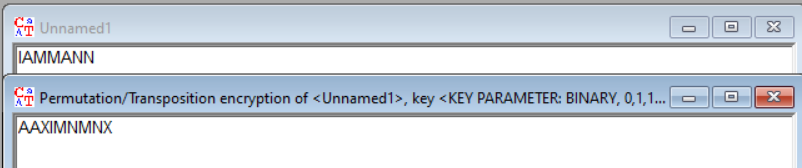 Unnamed1
IAMMANN
Permutation/Transposition encryption of <Unnamed1>, key <KEY PARAMETER: BINARY, 0,1,1...
AAXIMNMNX